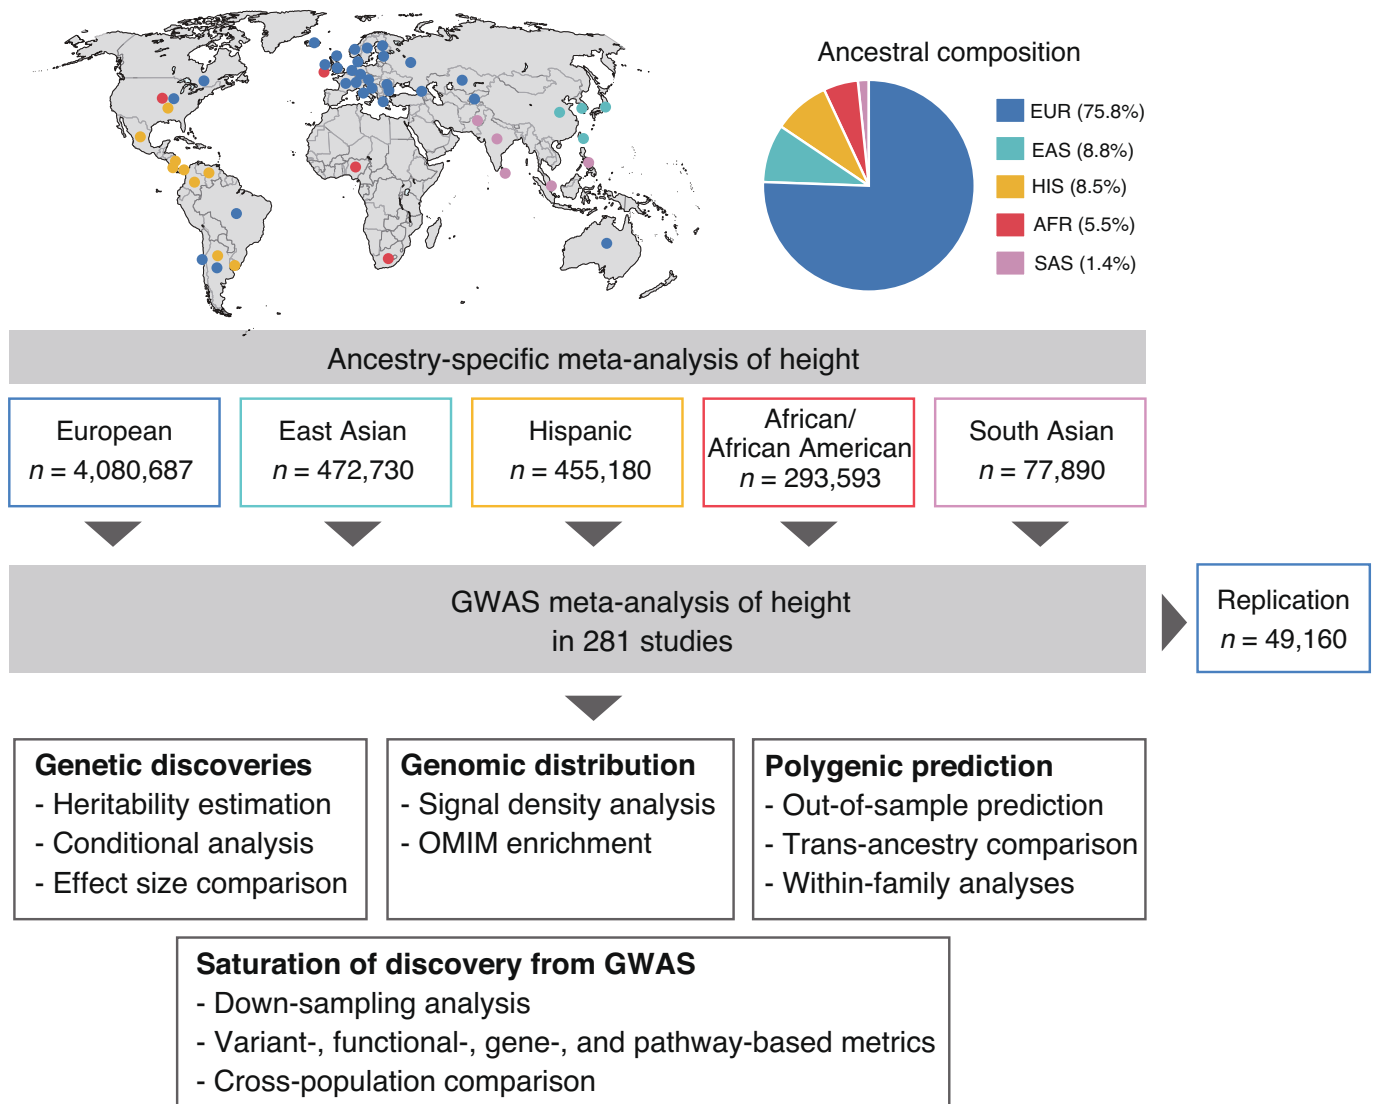 Ancestral composition
EUR (75.8%)
EAS (8.8%)
HIS (8.5%)
AFR (5.5%)
SAS (1.4%)
Ancestry-specific meta-analysis of height
European
n = 4,080,687
East Asian
n = 472,730
Hispanic
n = 455,180
African/
African American
n = 293,593
South Asian
n = 77,890
GWAS meta-analysis of height
in 281 studies
Replication
n = 49,160
Genetic discoveries
- Heritability estimation
- Conditional analysis
- Effect size comparison
Genomic distribution
- Signal density analysis
- OMIM enrichment
Polygenic prediction
- Out-of-sample prediction
- Trans-ancestry comparison
- Within-family analyses
Saturation of discovery from GWAS
- Down-sampling analysis
- Variant-, functional-, gene-, and pathway-based metrics
- Cross-population comparison